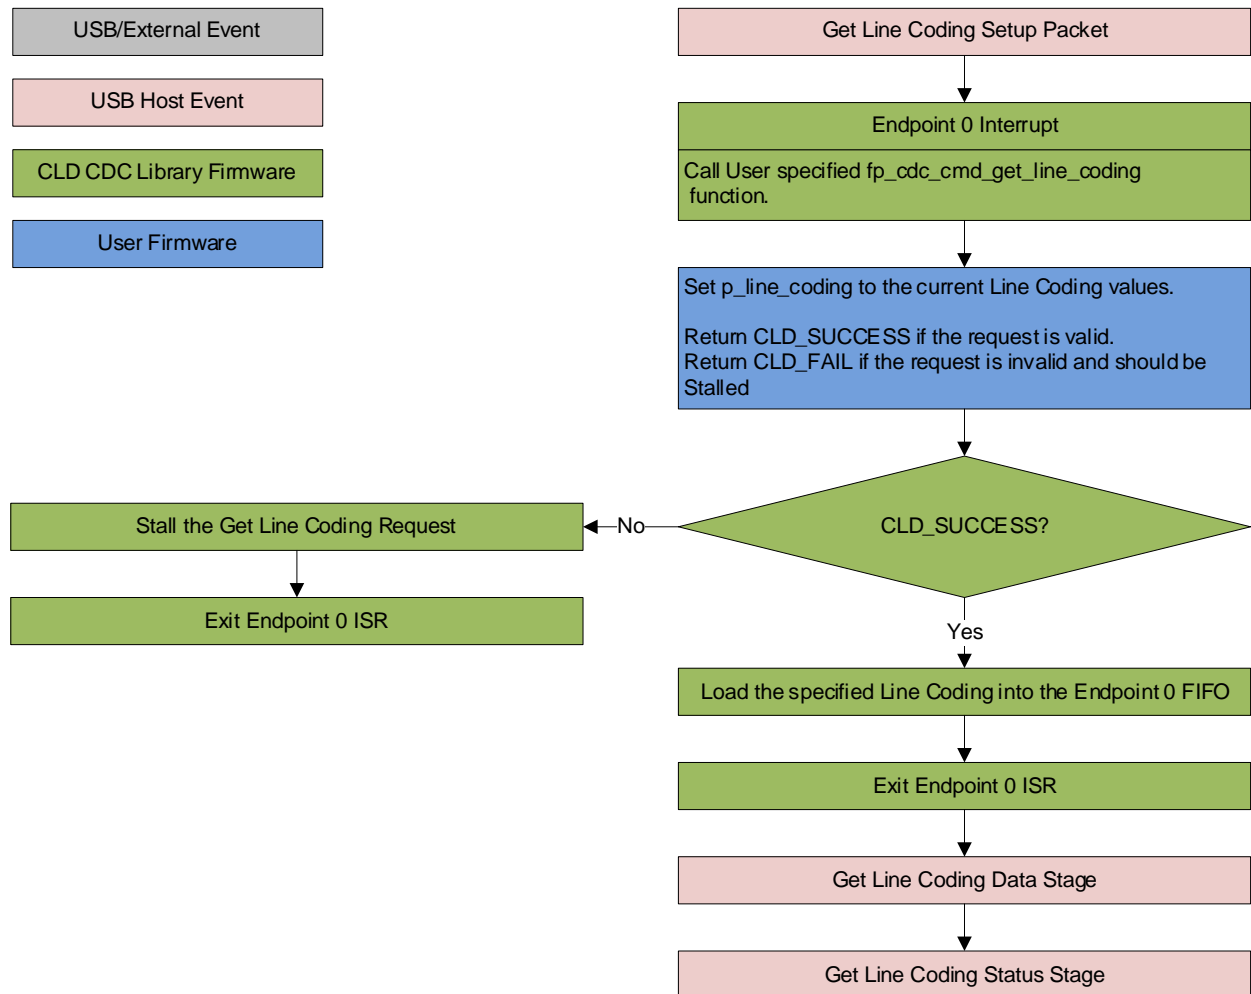 USB/External Event
USB Host Event
CLD CDC Library Firmware
User Firmware
Get Line Coding Setup Packet
Endpoint 0 Interrupt
Call User specified fp_cdc_cmd_get_line_coding
function.
Set p_line_coding to the current Line Coding values.
Return CLD_SUCCESS if the request is valid.
Return CLD_FAIL if the request is invalid and should be
Stalled
CLD_SUCCESS?
No
Stall the Get Line Coding Request
Exit Endpoint 0 ISR
Yes
Load the specified Line Coding into the Endpoint 0 FIFO
Exit Endpoint 0 ISR
Get Line Coding Data Stage
Get Line Coding Status Stage